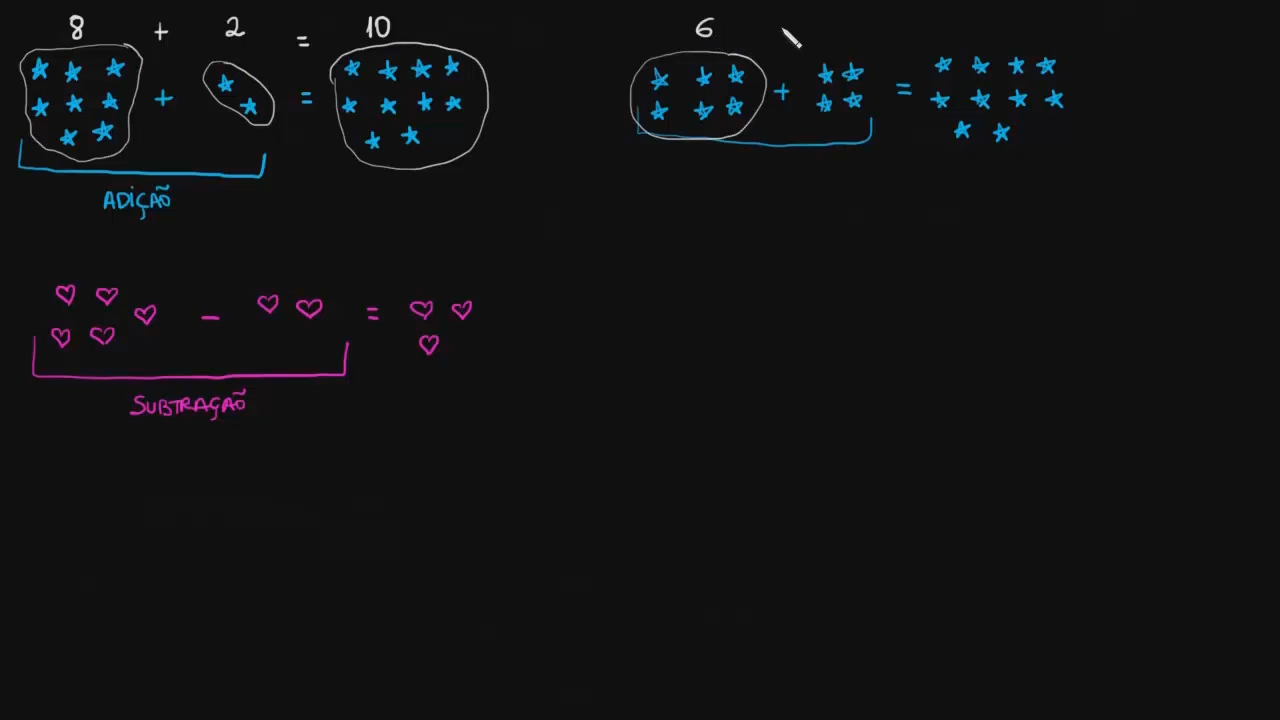 8 + 2 = 10
+ =
ADIÇÃO
6
+ =
- =
SUBTRAÇÃO